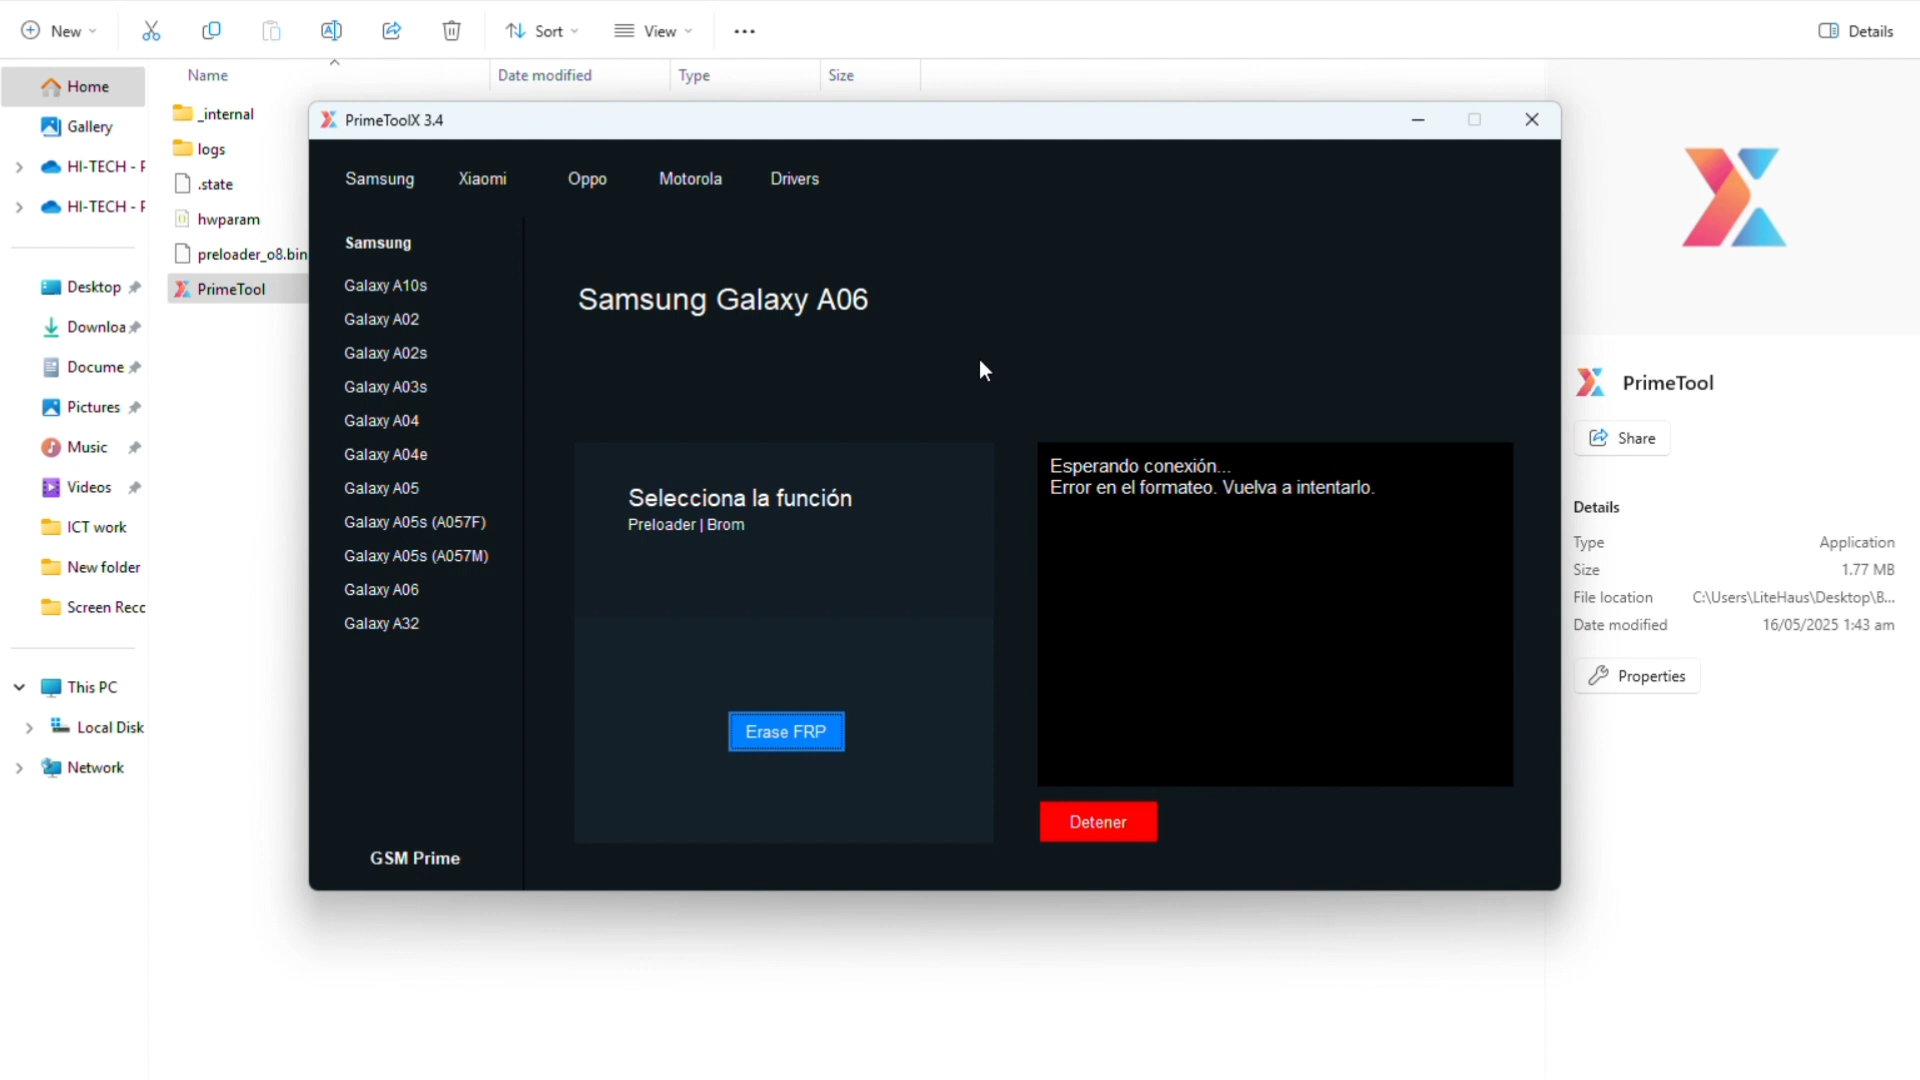 New
Sort
View
Details
Home
Gallery
HI-TECH - F
HI-TECH - F
Desktop
Downloa
Docume
Pictures
Music
Videos
ICT work
New folder
Screen Recc
This PC
Local Disk
Network
Name
Date modified
Type
Size
_internal
logs
.state
hwparam
preloader_o8.bin
PrimeTool
PrimeToolX 3.4
Samsung
Xiaomi
Oppo
Motorola
Drivers
Samsung
Galaxy A10s
Galaxy A02
Galaxy A02s
Galaxy A03s
Galaxy A04
Galaxy A04e
Galaxy A05
Galaxy A05s (A057F)
Galaxy A05s (A057M)
Galaxy A06
Galaxy A32
GSM Prime
Samsung Galaxy A06
Selecciona la función
Preloader | Brom
Erase FRP
Esperando conexión...
Error en el formateo. Vuelva a intentarlo.
Detener
PrimeTool
Share
Details
Type Application
Size 1.77 MB
File location C:\Users\LiteHaus\Desktop\B...
Date modified 16/05/2025 1:43 am
Properties